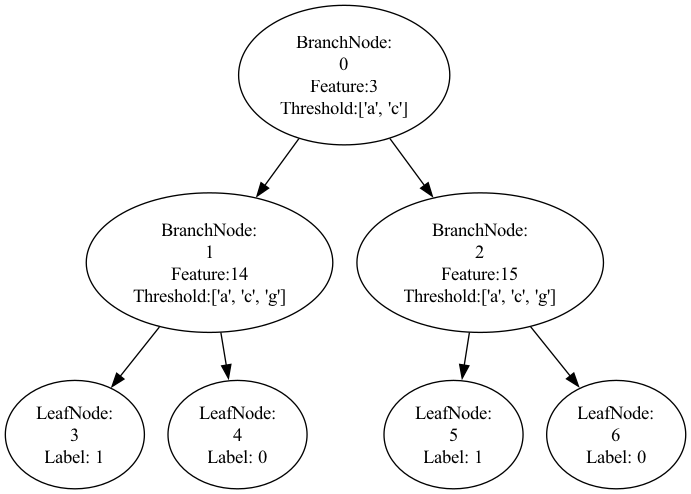 BranchNode:
0
Feature:3
Threshold:['a', 'c']
BranchNode:
1
Feature:14
Threshold:['a', 'c', 'g']
BranchNode:
2
Feature:15
Threshold:['a', 'c', 'g']
LeafNode:
3
Label: 1
LeafNode:
4
Label: 0
LeafNode:
5
Label: 1
LeafNode:
6
Label: 0